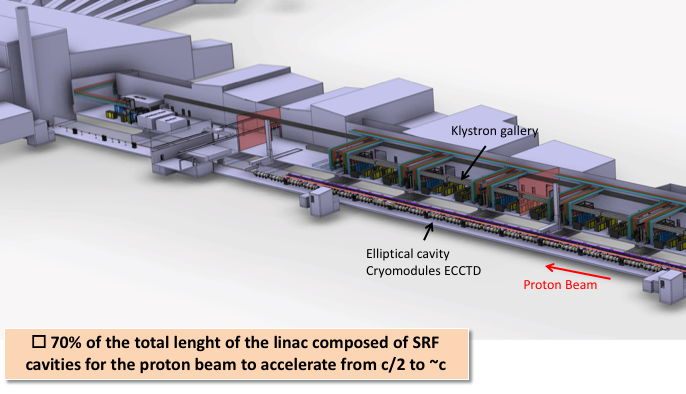 Klystron gallery
Elliptical cavity
Cryomodules ECCTD
Proton Beam
☐ 70% of the total lenght of the linac composed of SRF
cavities for the proton beam to accelerate from c/2 to ~c